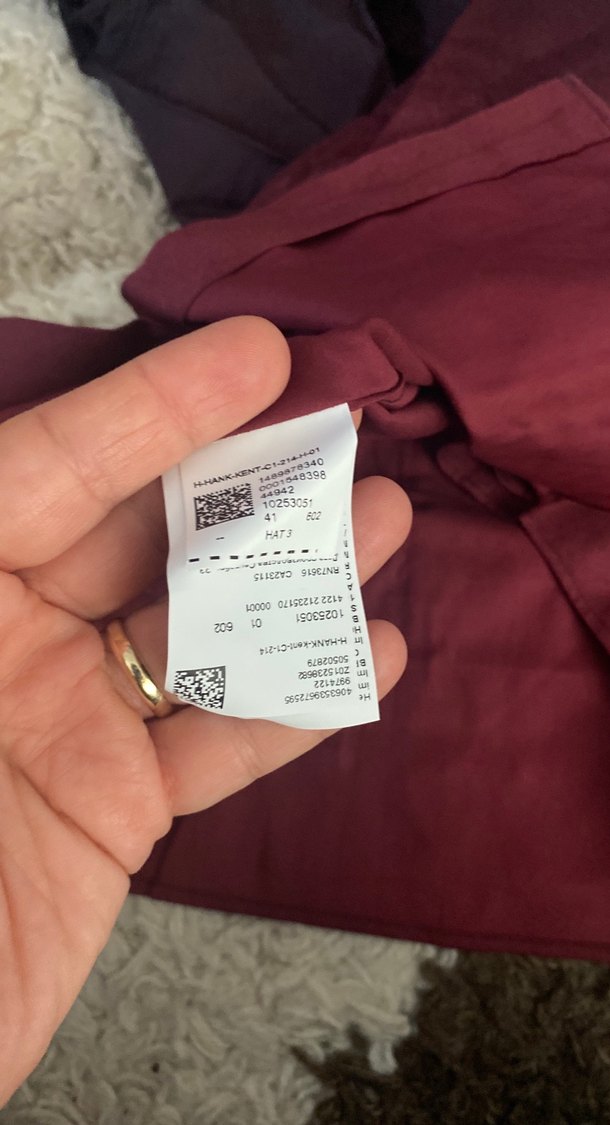 H-HANK-KENT-C1-214-H-01
1489878340
0001548398
44942
10253051
41 602
HAT 3
4063539672595
9974122
Z015238682
50502879
H-HANK-kent-C1-214
10253051 01 602
4122 21235170 00001
RN73616 CA23115